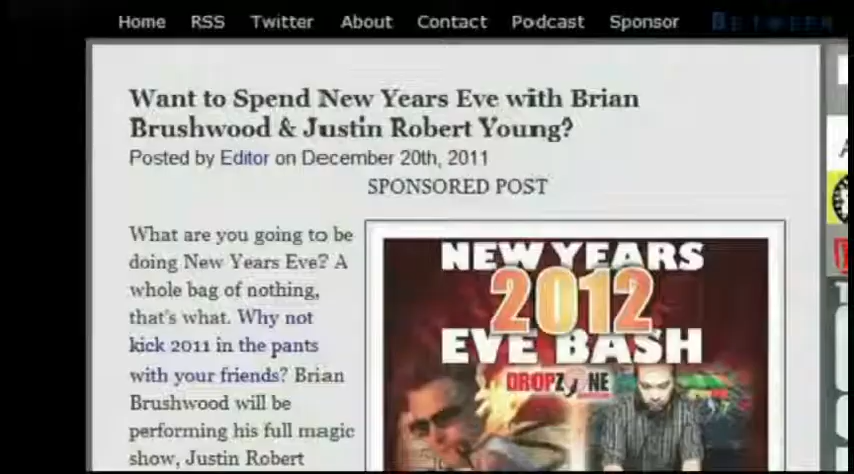 Home RSS Twitter About Contact Podcast Sponsor BETWEEN
Want to Spend New Years Eve with Brian
Brushwood & Justin Robert Young?
Posted by Editor on December 20th, 2011
SPONSORED POST
What are you going to be
doing New Years Eve? A
whole bag of nothing,
that's what. Why not
kick 2011 in the pants
with your friends? Brian
Brushwood will be
performing his full magic
show, Justin Robert
NEW YEARS
2012
EVE BASH
DROPZONE